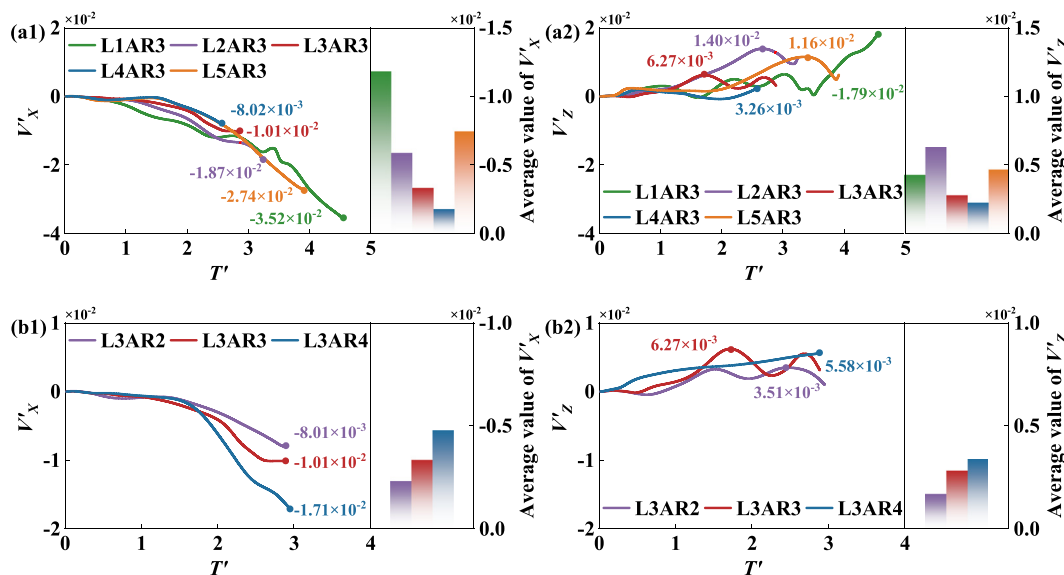 (a1)
×10⁻²
×10⁻²
2
0
-2
-4
V'X
L1AR3 L2AR3 L3AR3
L4AR3 L5AR3
-8.02×10⁻³
-1.01×10⁻²
-1.87×10⁻²
-2.74×10⁻²
-3.52×10⁻²
0 1 2 3 4 5
T'
-1.5
-1.0
-0.5
0.0
Average value of V'X
(a2)
×10⁻²
×10⁻²
2
0
-2
-4
V'Z
1.40×10⁻²
1.16×10⁻²
6.27×10⁻³
-1.79×10⁻²
3.26×10⁻³
L1AR3 L2AR3 L3AR3
L4AR3 L5AR3
0 1 2 3 4 5
T'
1.5
1.0
0.5
0.0
Average value of V'Z
(b1)
×10⁻²
×10⁻²
1
0
-1
-2
V'X
L3AR2 L3AR3 L3AR4
-8.01×10⁻³
-1.01×10⁻²
-1.71×10⁻²
0 1 2 3 4
T'
-1.0
-0.5
0.0
Average value of V'X
(b2)
×10⁻²
×10⁻²
1
0
-1
-2
V'Z
6.27×10⁻³
5.58×10⁻³
3.51×10⁻³
L3AR2 L3AR3 L3AR4
0 1 2 3 4
T'
1.0
0.5
0.0
Average value of V'Z